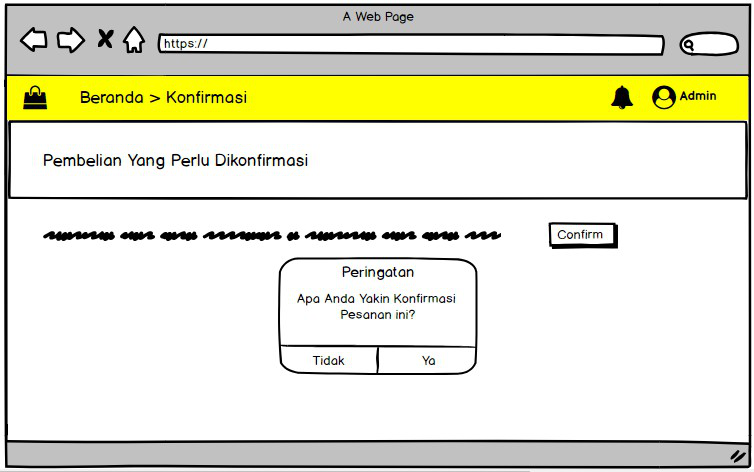 A Web Page
https://
Beranda > Konfirmasi
Admin
Pembelian Yang Perlu Dikonfirmasi
Confirm
Peringatan
Apa Anda Yakin Konfirmasi
Pesanan ini?
Tidak
Ya